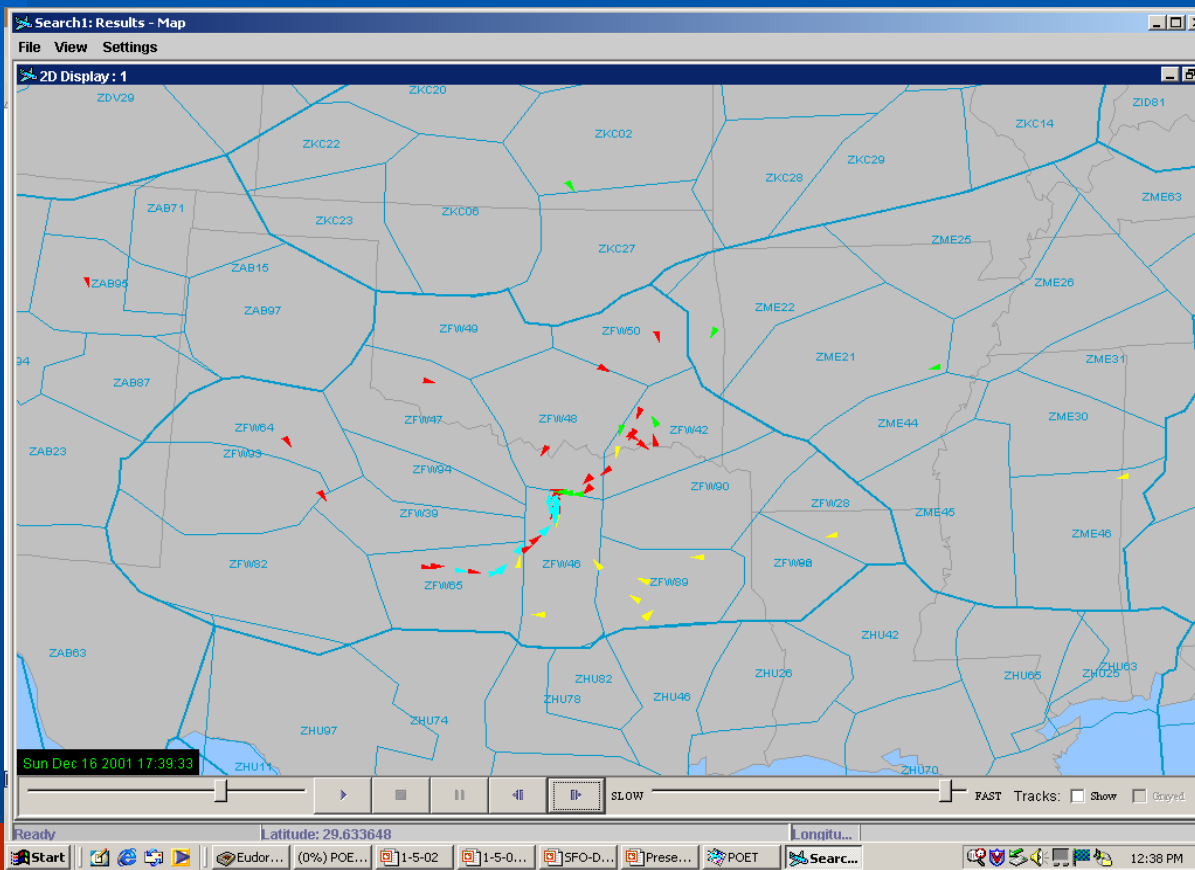 Search1: Results - Map
File View Settings
2D Display : 1
ZDV29
ZKC20
ZID81
ZKC02
ZKC14
ZKC22
ZKC29
ZKC28
ZME63
ZAB71
ZKC06
ZKC23
ZME25
ZKC27
ZAB15
ZAB95
ZME26
ZAB97
ZME22
ZFW49
ZFW50
ZME21
ZME31
94
ZAB87
ZME30
ZFW47
ZFW48
ZME44
ZFW64
ZFW42
ZAB23
ZFW93
ZFW94
ZFW90
ZFW28
ZFW39
ZME45
ZME46
ZFW82
ZFW46
ZFW65
ZFW89
ZHU42
ZAB63
ZHU63
ZHU82
ZHU26
ZHU65
ZHU25
ZHU78
ZHU46
ZHU74
ZHU97
ZHU11
ZHU70
Sun Dec 16 2001 17:39:33
SLOW FAST Tracks: Show Grayed
Ready Latitude: 29.633648 Longitu...
Start Eudor... (0%) POE... 1-5-02 1-5-0... SFO-D... Prese... POET Searc... 12:38 PM